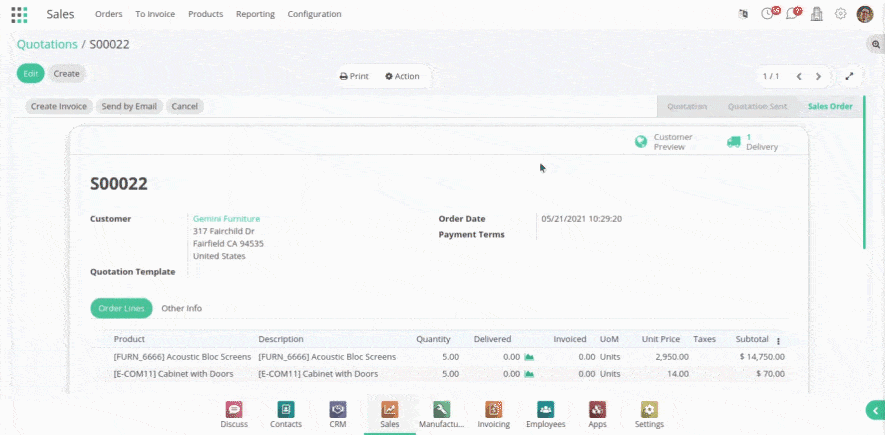 Sales Orders To Invoice Products Reporting Configuration
Quotations / S00022
Edit Create Print Action 1 / 1
Create Invoice Send by Email Cancel Quotation Quotation Sent Sales Order
Customer Preview
1 Delivery
S00022
Customer Gemini Furniture Order Date 05/21/2021 10:29:20
317 Fairchild Dr Payment Terms
Fairfield CA 94535
United States
Quotation Template
Order Lines Other Info
Product Description Quantity Delivered Invoiced UoM Unit Price Taxes Subtotal
[FURN_6666] Acoustic Bloc Screens [FURN_6666] Acoustic Bloc Screens 5.00 0.00 0.00 Units 2,950.00 $ 14,750.00
[E-COM11] Cabinet with Doors [E-COM11] Cabinet with Doors 5.00 0.00 0.00 Units 14.00 $ 70.00
Discuss Contacts CRM Sales Manufactu... Invoicing Employees Apps Settings